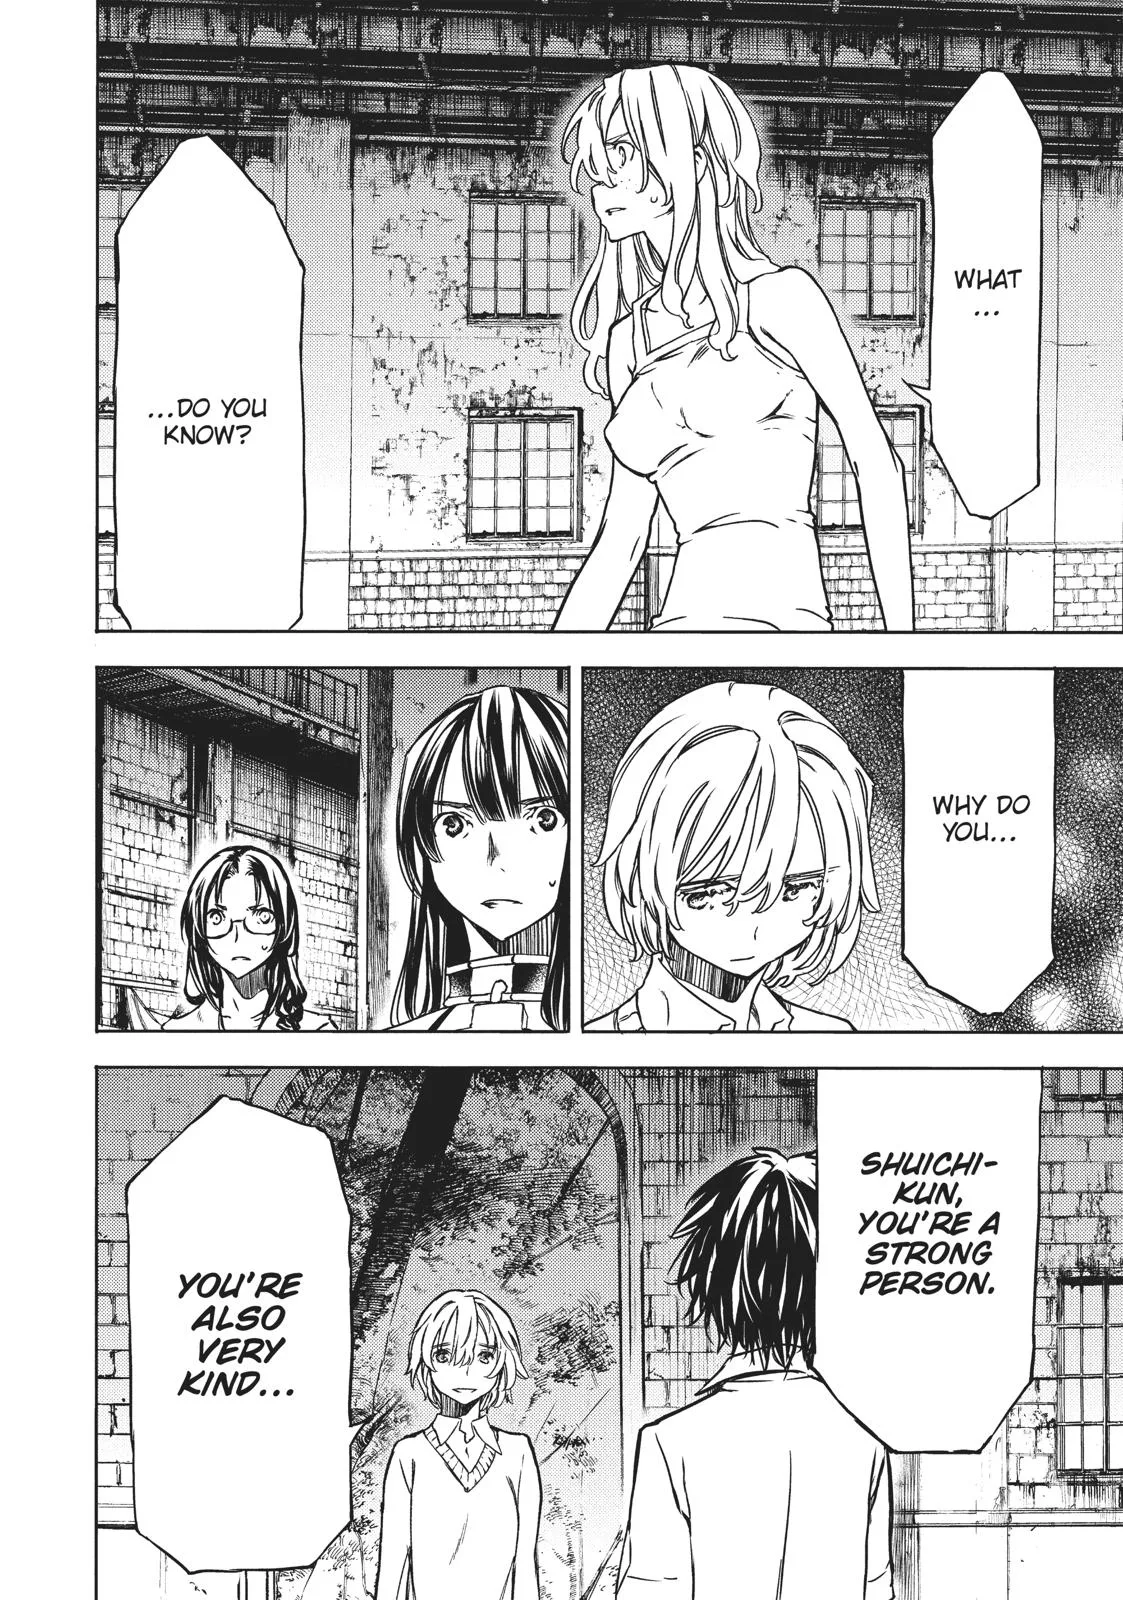 WHAT
...
...DO YOU
KNOW?
WHY DO
YOU...
SHUICHI-
KUN,
YOU'RE A
STRONG
PERSON.
YOU'RE
ALSO
VERY
KIND...